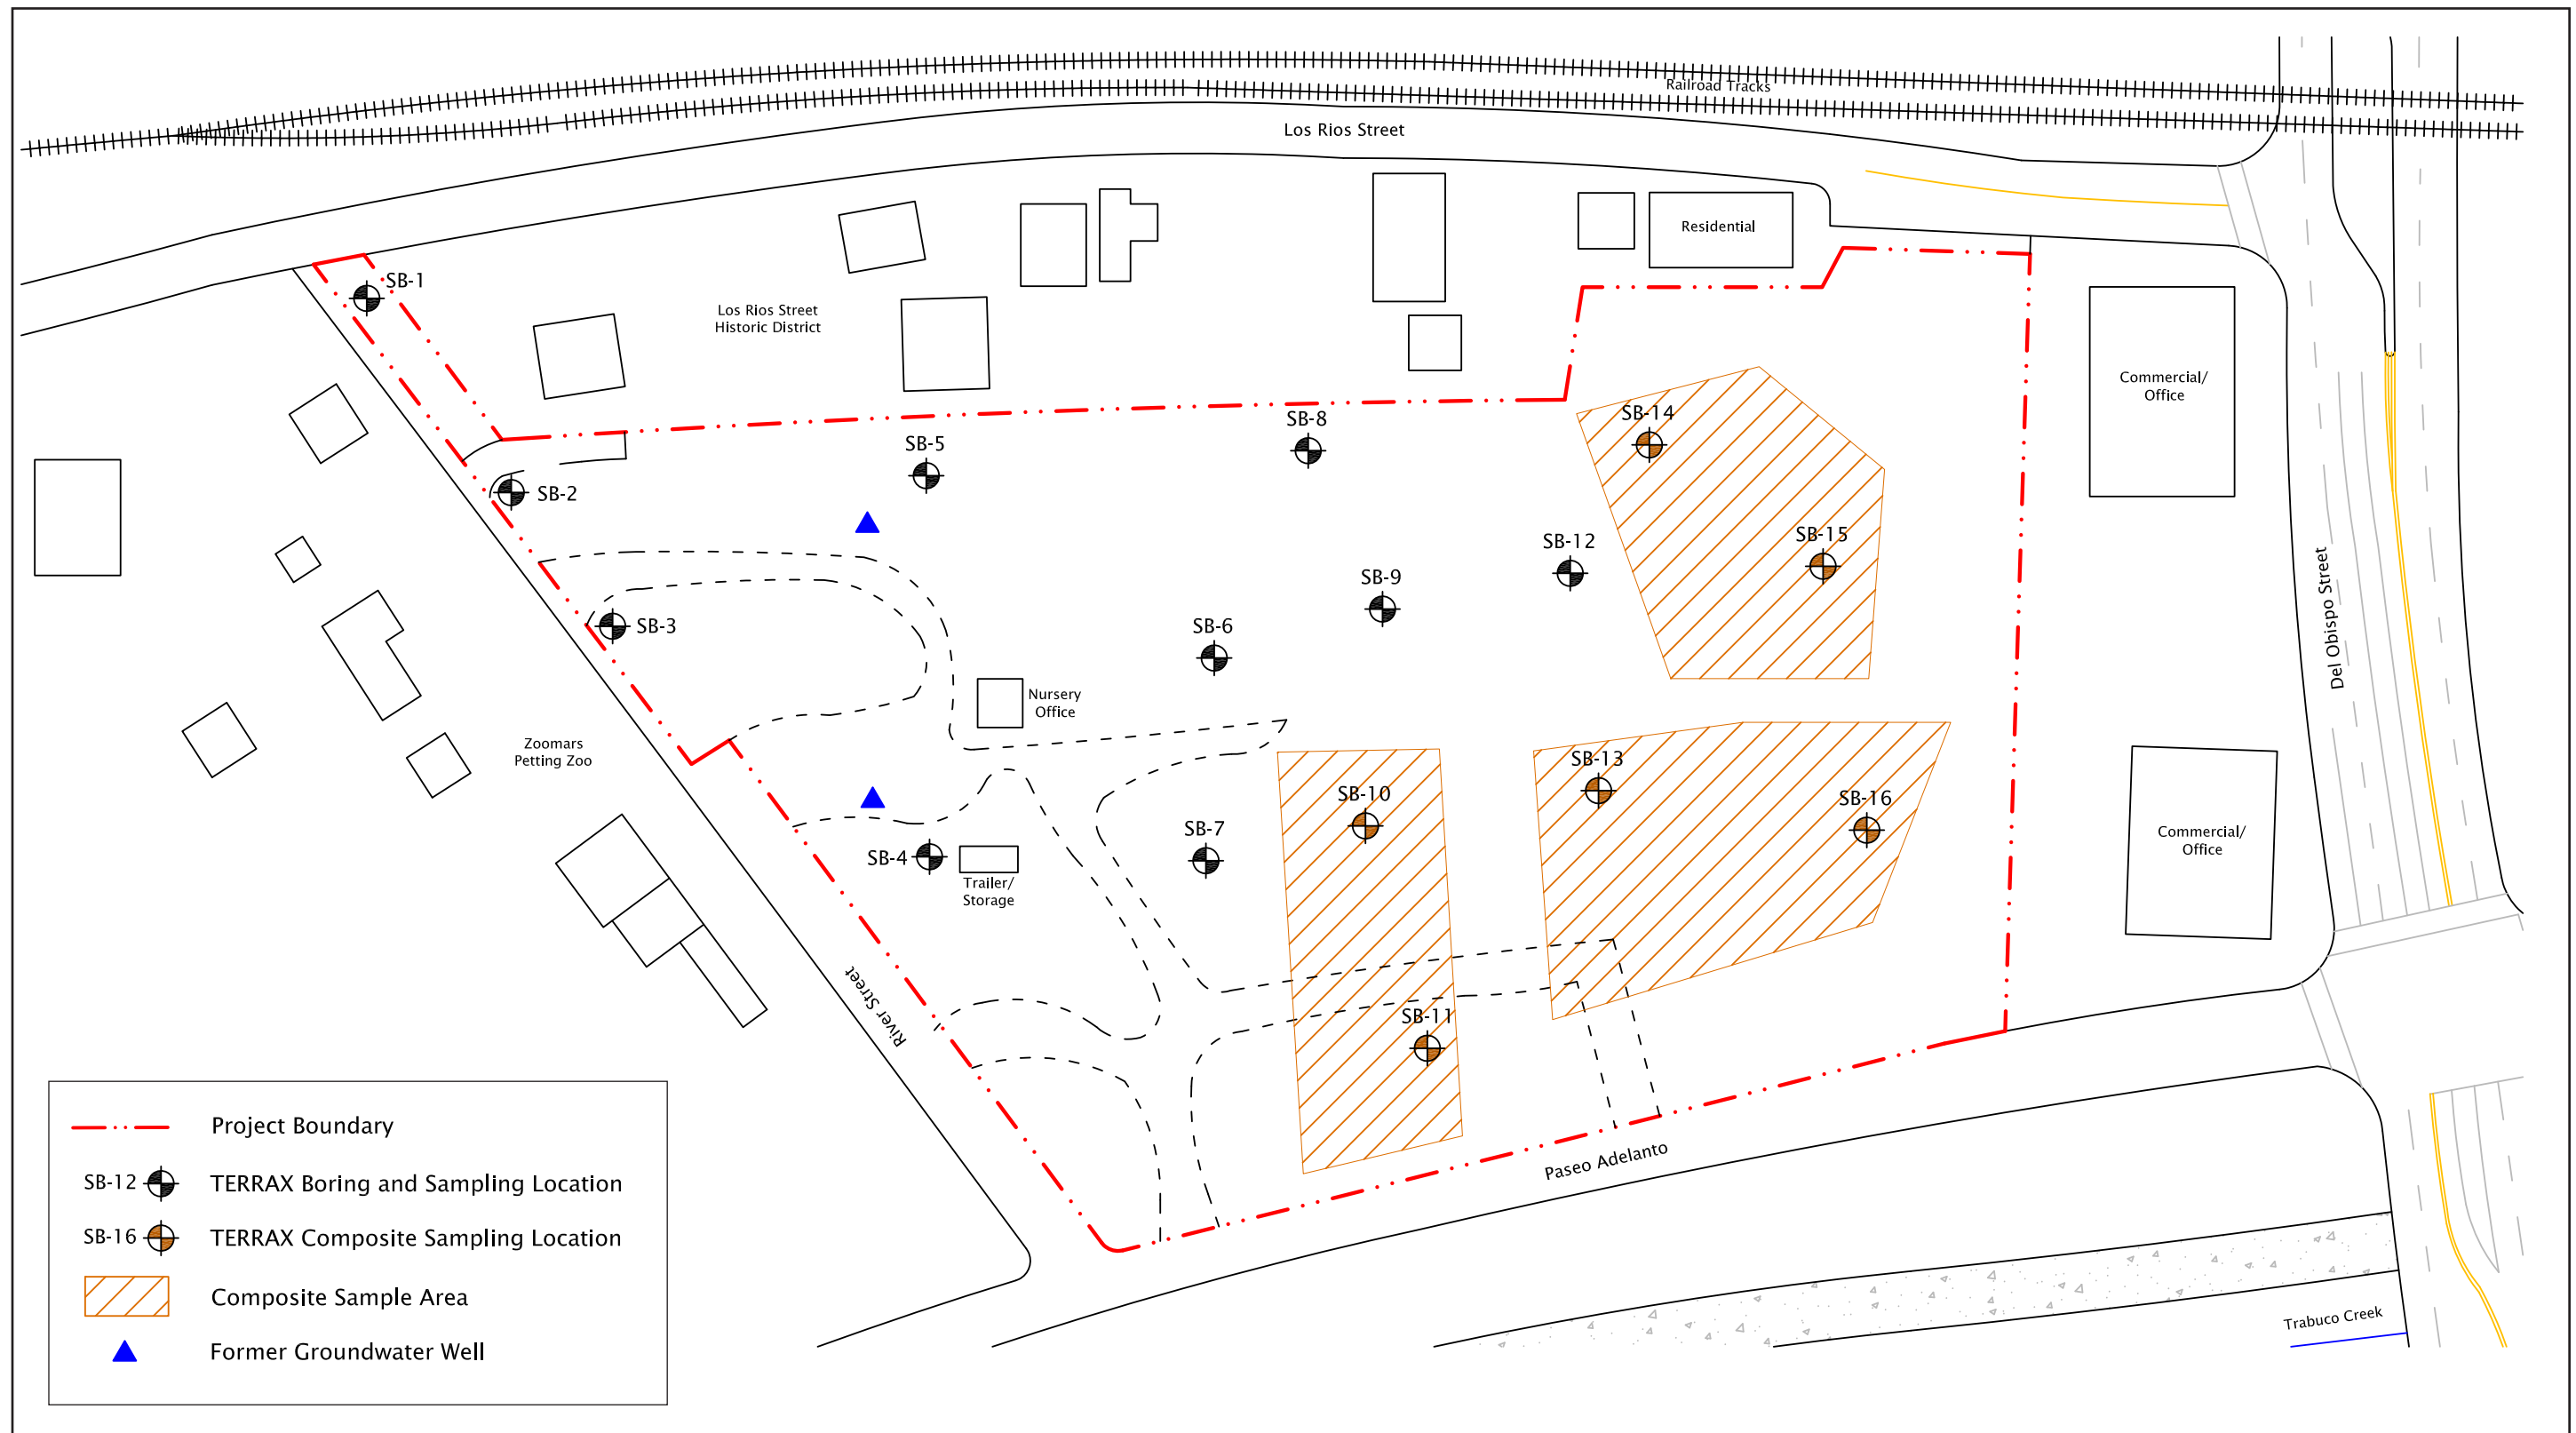 Railroad Tracks
Los Rios Street
Residential
SB-1
Los Rios Street
Historic District
Commercial/
Office
SB-14
SB-8
SB-5
SB-2
SB-15
SB-12
SB-9
Del Obispo Street
SB-3
SB-6
Nursery
Office
Zoomars
Petting Zoo
SB-13
SB-10
SB-16
SB-7
Commercial/
Office
SB-4
Trailer/
Storage
River Street
SB-11
Paseo Adelanto
Project Boundary
SB-12 TERRAX Boring and Sampling Location
SB-16 TERRAX Composite Sampling Location
Composite Sample Area
Former Groundwater Well
Trabuco Creek